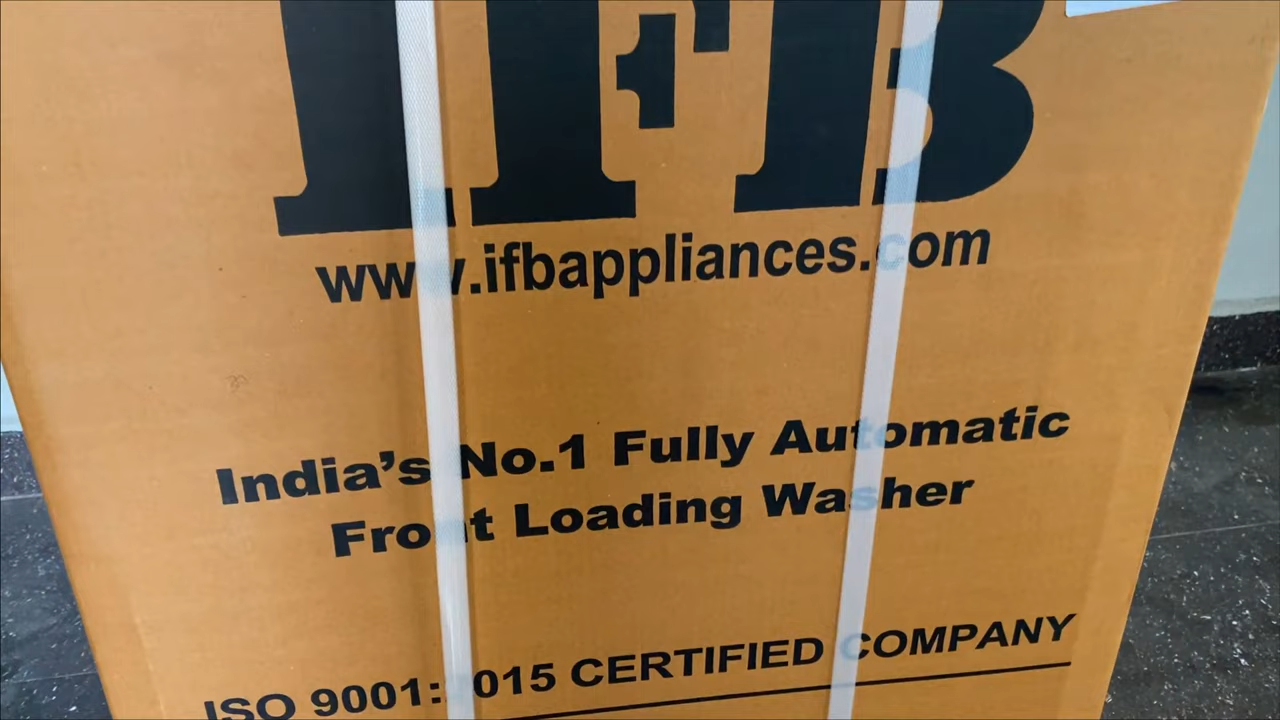 IFB
www.ifbappliances.com
India's No.1 Fully Automatic
Front Loading Washer
ISO 9001:2015 CERTIFIED COMPANY